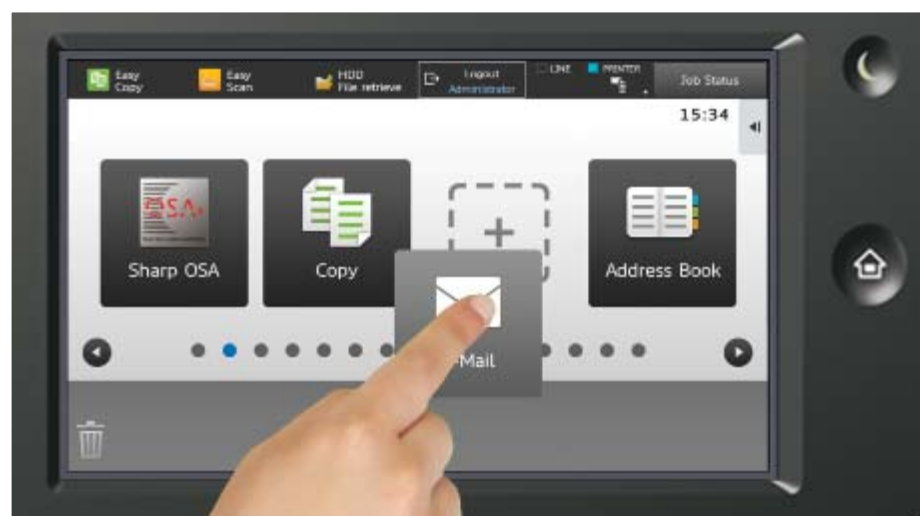 Easy
Copy
Easy
Scan
HDD
File retrieve
Logout
Administrator
LINE
PRINTER
Job Status
15:34
OSA
Sharp OSA
Copy
Address Book
-Mail